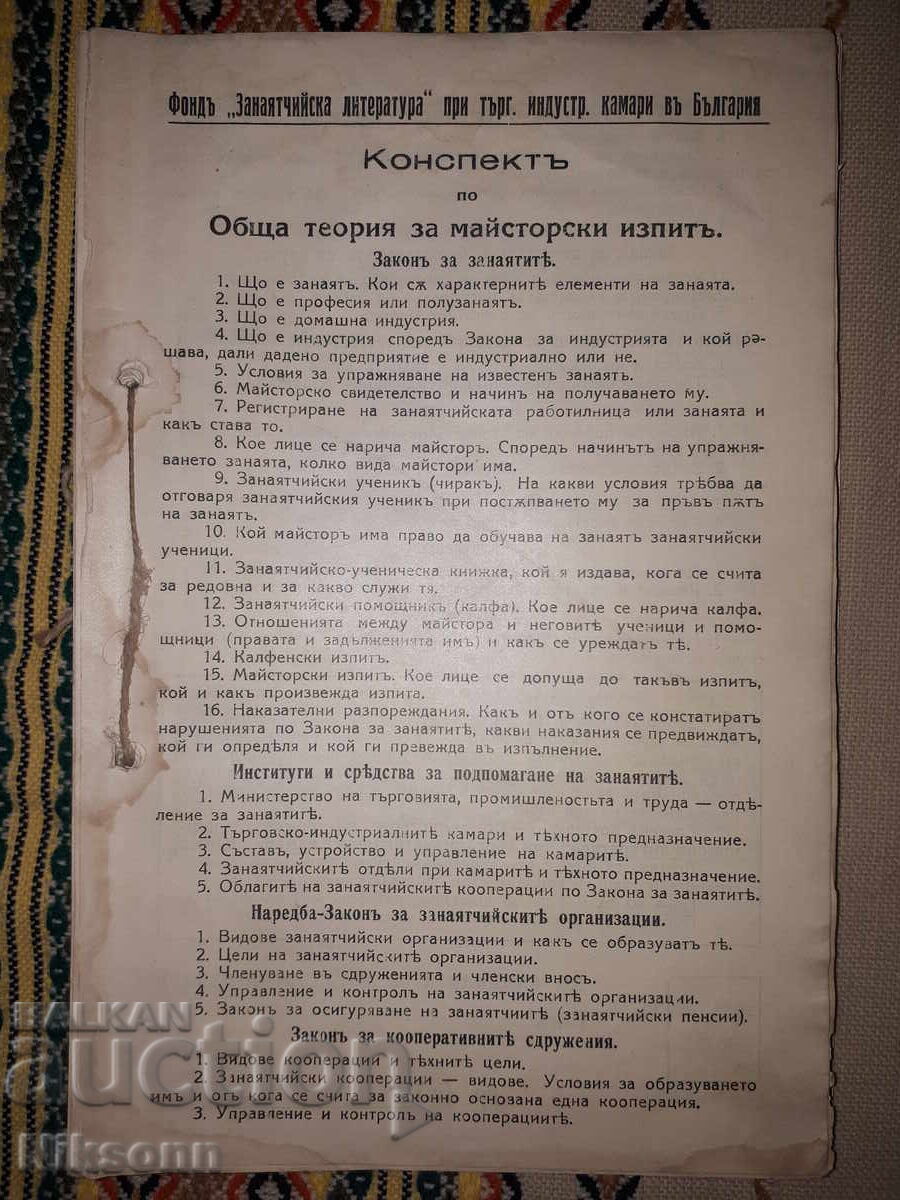 Фондъ „Занаятчийска литература“ при търг. индустр. камари въ България
Конспектъ
по
Обща теория за майсторски изпитъ.
Законъ за занаятитѣ.
1. Що е занаятъ. Кои сѫ характернитѣ елементи на занаята.
2. Що е професия или полузанаятъ.
3. Що е домашна индустрия.
4. Що е индустрия споредъ Закона за индустрията и кой рѣ-
шава, дали дадено предприятие е индустриално или не.
5. Условия за упражняване на известенъ занаятъ.
6. Майсторско свидетелство и начинъ на получаването му.
7. Регистриране на занаятчийската работилница или занаята и
какъ става то.
8. Кое лице се нарича майсторъ. Споредъ начинътъ на упражня-
ването занаята, колко вида майстори има.
9. Занаятчийски ученикъ (чиракъ). На какви условия трѣбва да
отговаря занаятчийския ученикъ при постѫпването му за пръвъ пѫть
на занаятъ.
10. Кой майсторъ има право да обучава на занаятъ занаятчийски
ученици.
11. Занаятчийско-ученическа книжка, кой я издава, кога се счита
за редовна и за какво служи тя.
12. Занаятчийски помощникъ (калфа). Кое лице се нарича калфа.
13. Отношенията между майстора и неговитѣ ученици и помо-
щници (правата и задълженията имъ) и какъ се уреждатъ тѣ.
14. Калфенски изпитъ.
15. Майсторски изпитъ. Кое лице се допуща до такъвъ изпитъ,
кой и какъ произвежда изпита.
16. Наказателни разпореждания. Какъ и отъ кого се констатиратъ
нарушенията по Закона за занаятитѣ, какви наказания се предвиждатъ,
кой ги опредѣля и кой ги превежда въ изпълнение.
Институти и срѣдства за подпомагане на занаятитѣ.
1. Министерство на търговията, промишленостьта и труда — отдѣ-
ление за занаятитѣ.
2. Търговско-индустриалнитѣ камари и тѣхното предназначение.
3. Съставъ, устройство и управление на камаритѣ.
4. Занаятчийскитѣ отдѣли при камаритѣ и тѣхното предназначение.
5. Облагитѣ на занаятчийскитѣ кооперации по Закона за занаятитѣ.
Наредба-Законъ за занаятчийскитѣ организации.
1. Видове занаятчийски организации и какъ се образуватъ тѣ.
2. Цели на занаятчийскитѣ организации.
3. Членуване въ сдруженията и членски вносъ.
4. Управление и контролъ на занаятчийскитѣ организации.
5. Законъ за осигуряване на занаятчиитѣ (занаятчийски пенсии).
Законъ за кооперативнитѣ сдружения.
1. Видове кооперации и тѣхнитѣ цели.
2. Занаятчийски кооперации — видове. Условия за образуването
имъ и отъ кога се счита за законно основана една кооперация.
3. Управление и контролъ на кооперациитѣ.
BALKAN
auction
Niksonn